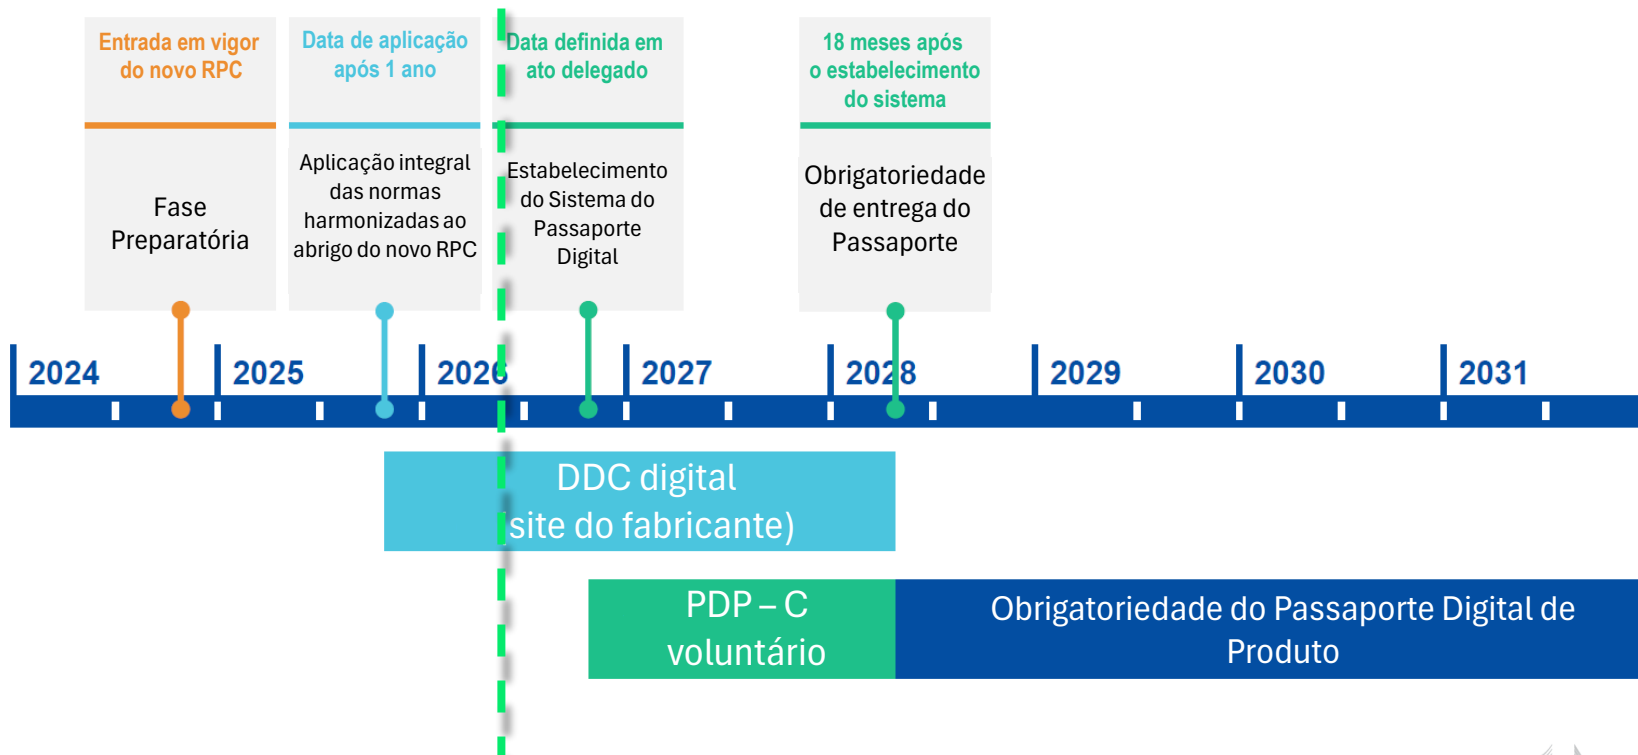 Entrada em vigor
do novo RPC
Data de aplicação
após 1 ano
Data definida em
ato delegado
18 meses após
o estabelecimento
do sistema
Fase
Preparatória
Aplicação integral
das normas
harmonizadas ao
abrigo do novo RPC
Estabelecimento
do Sistema do
Passaporte
Digital
Obrigatoriedade
de entrega do
Passaporte
2024
2025
2026
2027
2028
2029
2030
2031
DDC digital
site do fabricante)
PDP – C
voluntário
Obrigatoriedade do Passaporte Digital de
Produto